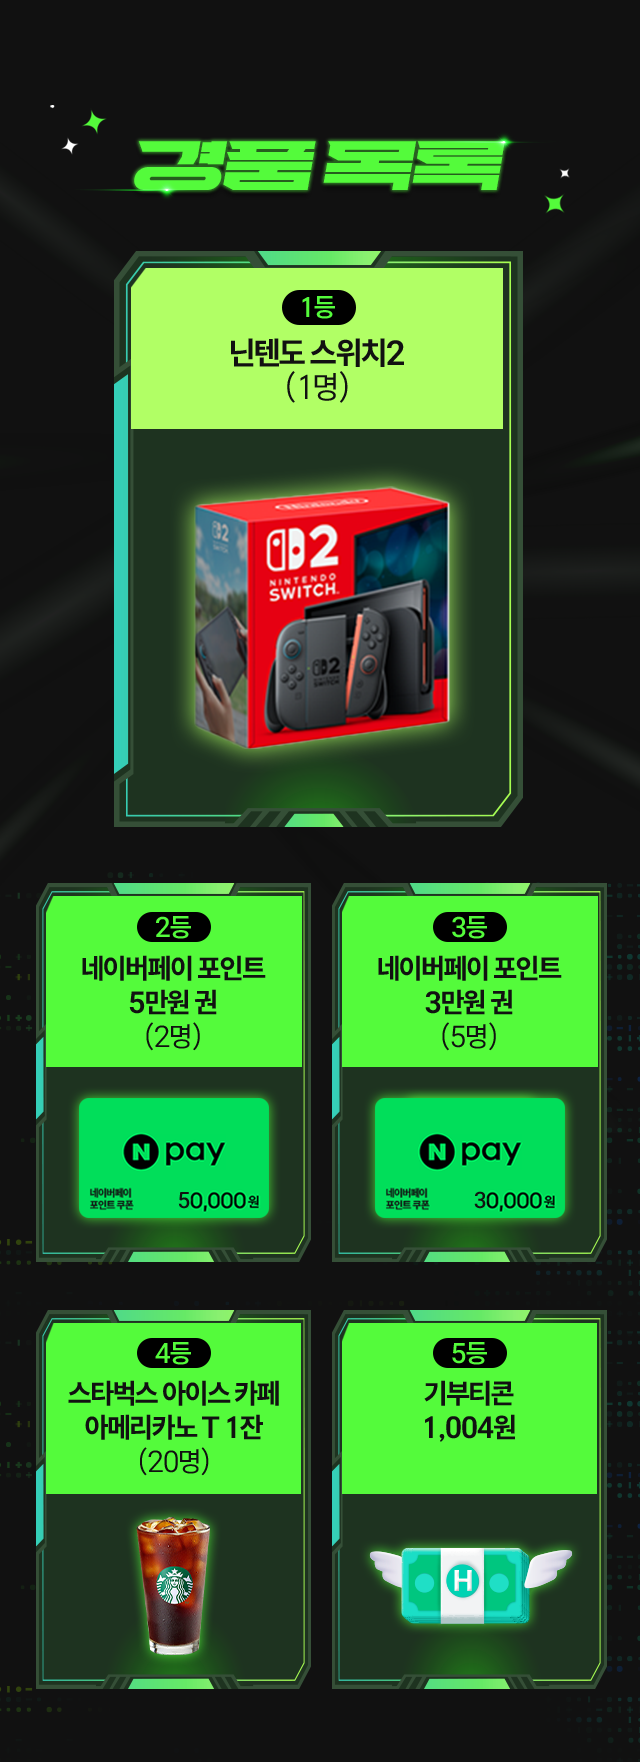 경품 목록
1등
닌텐도 스위치2
(1명)
Nintendo
2
NINTENDO
SWITCH
2
NINTENDO
SWITCH™
2
SWITCH
2등
네이버페이 포인트
5만원 권
(2명)
N pay
네이버페이
포인트 쿠폰
50,000원
3등
네이버페이 포인트
3만원 권
(5명)
N pay
네이버페이
포인트 쿠폰
30,000원
4등
스타벅스 아이스 카페
아메리카노 T 1잔
(20명)
5등
기부티콘
1,004원
H